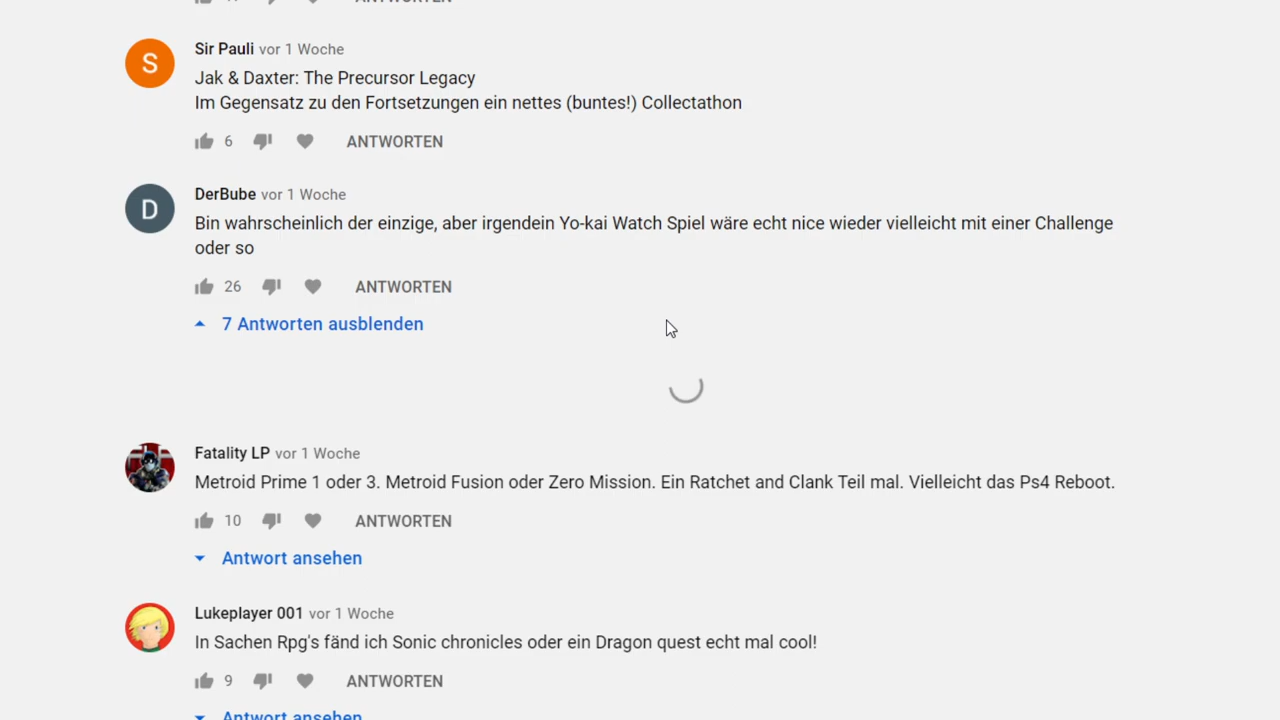 ANTWORTEN
S
Sir Pauli vor 1 Woche
Jak & Daxter: The Precursor Legacy
Im Gegensatz zu den Fortsetzungen ein nettes (buntes!) Collectathon
6 ANTWORTEN
D
DerBube vor 1 Woche
Bin wahrscheinlich der einzige, aber irgendein Yo-kai Watch Spiel wäre echt nice wieder vielleicht mit einer Challenge
oder so
26 ANTWORTEN
7 Antworten ausblenden
Fatality LP vor 1 Woche
Metroid Prime 1 oder 3. Metroid Fusion oder Zero Mission. Ein Ratchet and Clank Teil mal. Vielleicht das Ps4 Reboot.
10 ANTWORTEN
Antwort ansehen
Lukeplayer 001 vor 1 Woche
In Sachen Rpg's fänd ich Sonic chronicles oder ein Dragon quest echt mal cool!
9 ANTWORTEN
Antwort ansehen